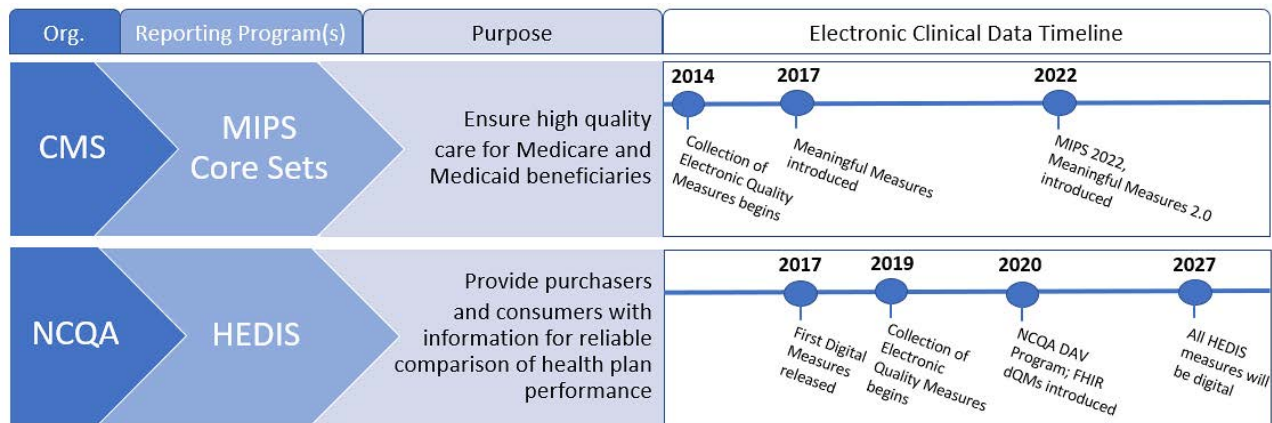 Org.
Reporting Program(s)
Purpose
Electronic Clinical Data Timeline
CMS
MIPS
Core Sets
Ensure high quality
care for Medicare and
Medicaid beneficiaries
2014
Collection of
Electronic Quality
Measures begins
2017
Meaningful Measures
introduced
2022
MIPS 2022,
Meaningful Measures 2.0
introduced
NCQA
HEDIS
Provide purchasers
and consumers with
information for reliable
comparison of health plan
performance
2017
First Digital
Measures
released
2019
Collection of
Electronic
Quality Measures
begins
2020
NCQA DAV
Program; FHIR
dQMs introduced
2027
All HEDIS
measures will
be digital